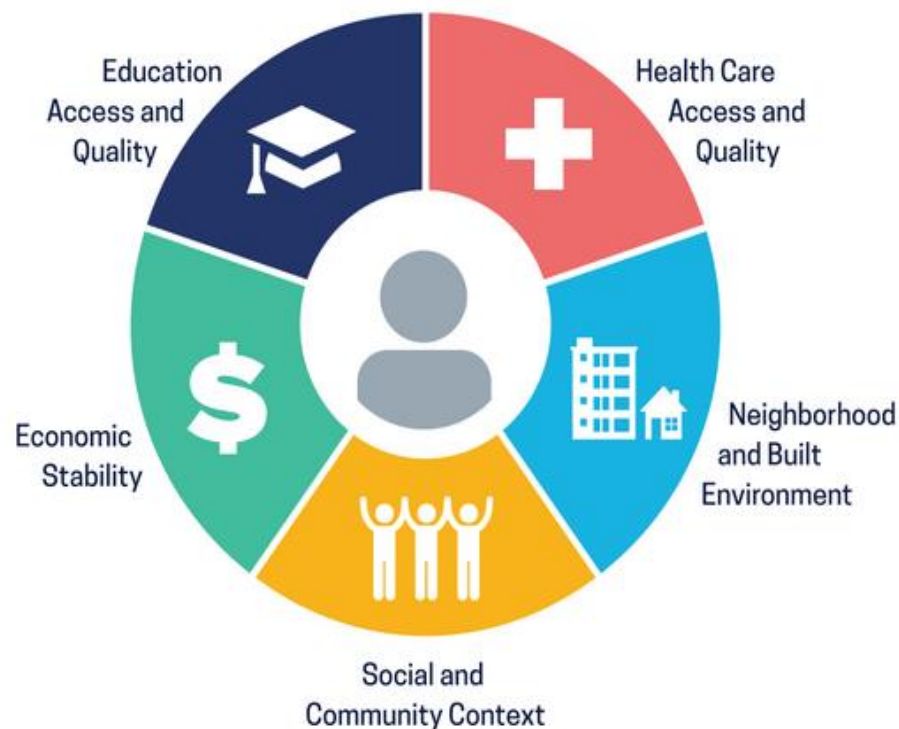 Education
Access and
Quality
Health Care
Access and
Quality
Economic
Stability
Neighborhood
and Built
Environment
Social and
Community Context